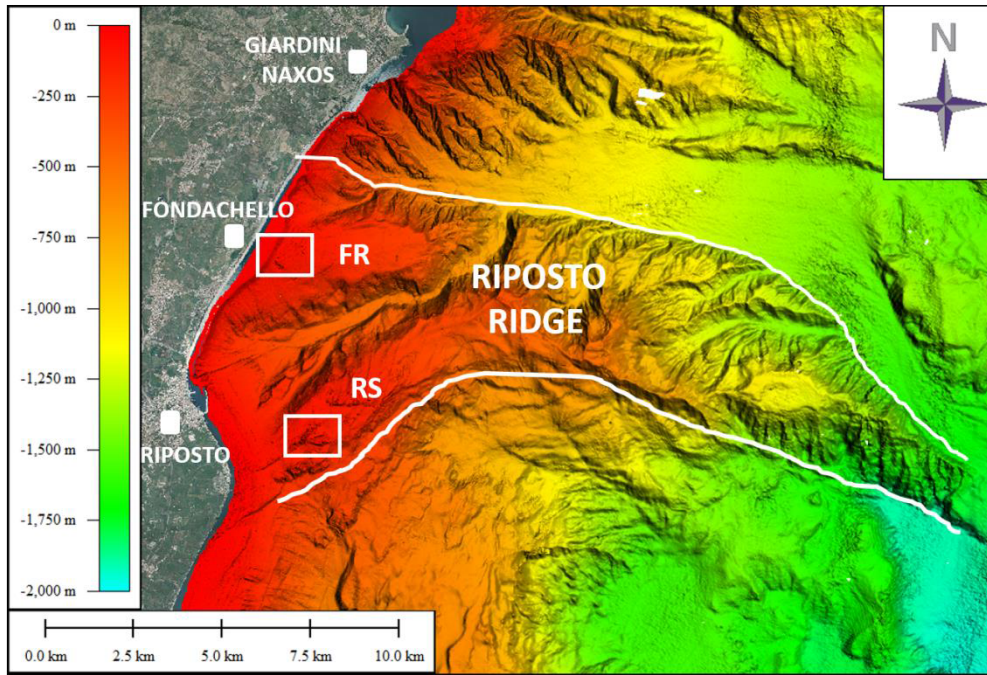 0 m
-250 m
-500 m
-750 m
-1,000 m
-1,250 m
-1,500 m
-1,750 m
-2,000 m
GIARDINI
NAXOS
N
FONDACHELLO
FR
RIPOSTO
RIDGE
RS
RIPOSTO
0.0 km 2.5 km 5.0 km 7.5 km 10.0 km